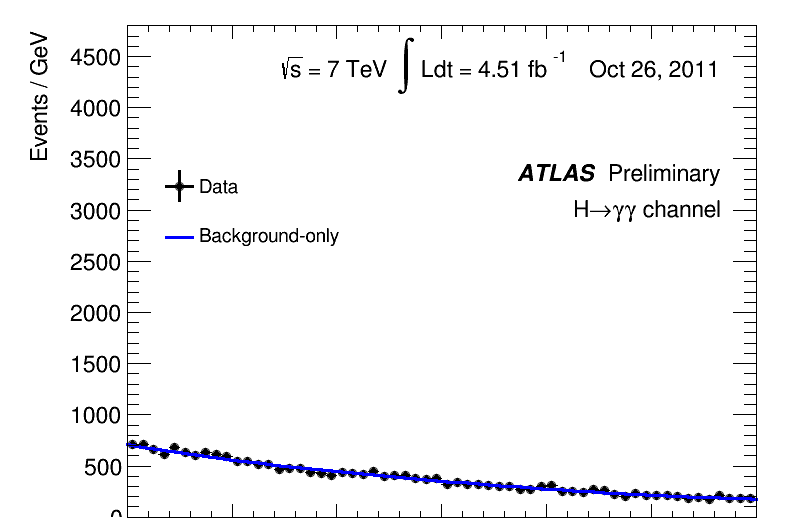 Events / GeV
4500
4000
3500
3000
2500
2000
1500
1000
500
0
√s = 7 TeV ∫ Ldt = 4.51 fb⁻¹ Oct 26, 2011
ATLAS Preliminary
H→γγ channel
Data
Background-only